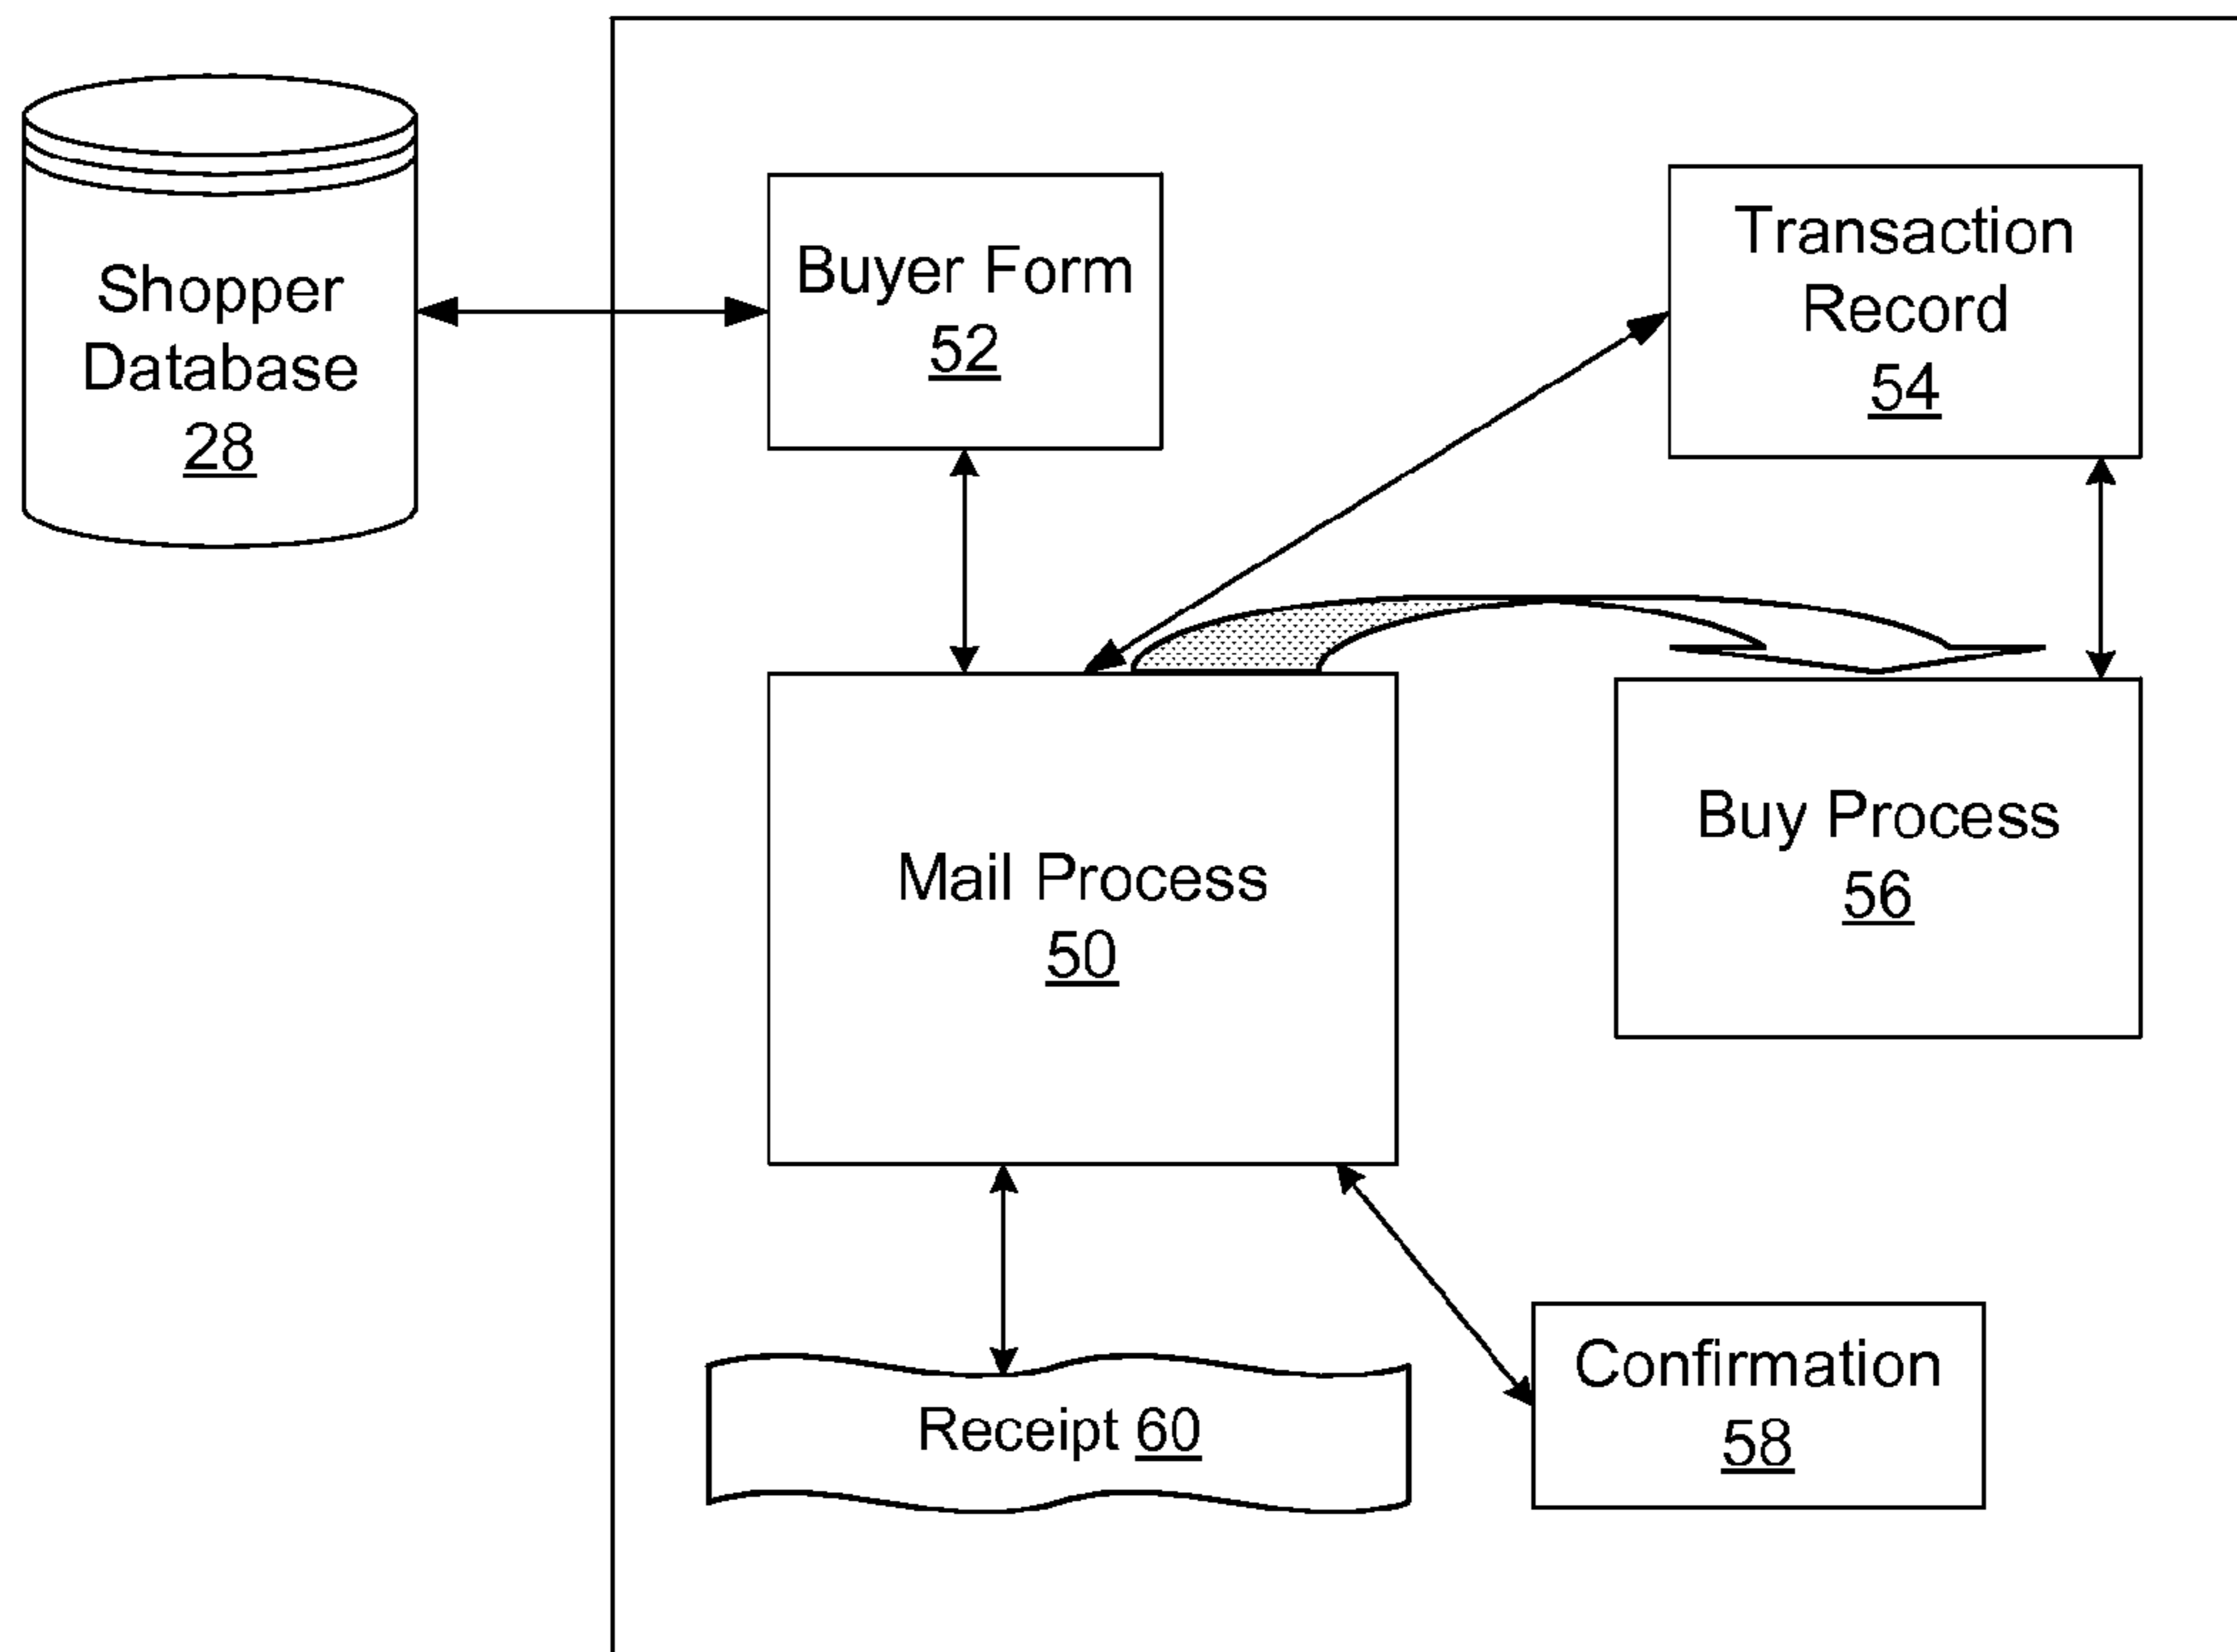 Shopper
Database
28
Buyer Form
52
Transaction
Record
54
Mail Process
50
Buy Process
56
Receipt 60
Confirmation
58